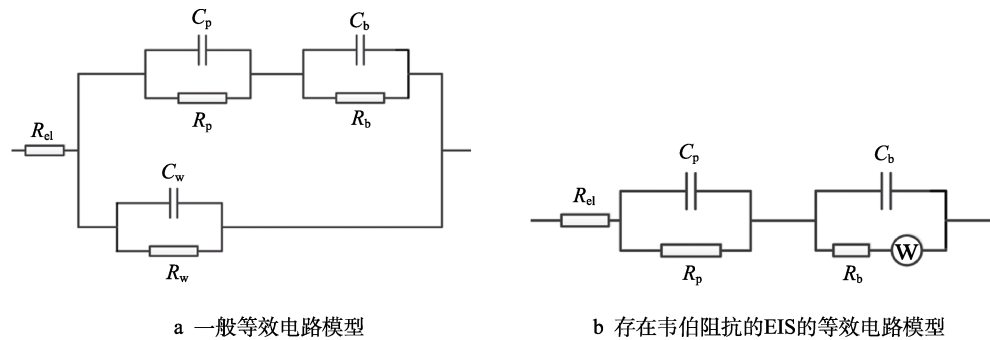 Cp
Cb
Rp
Rb
Rel
Cw
Rw
Cp
Cb
Rel
W
Rp
Rb
a 一般等效电路模型
b 存在韦伯阻抗的EIS的等效电路模型